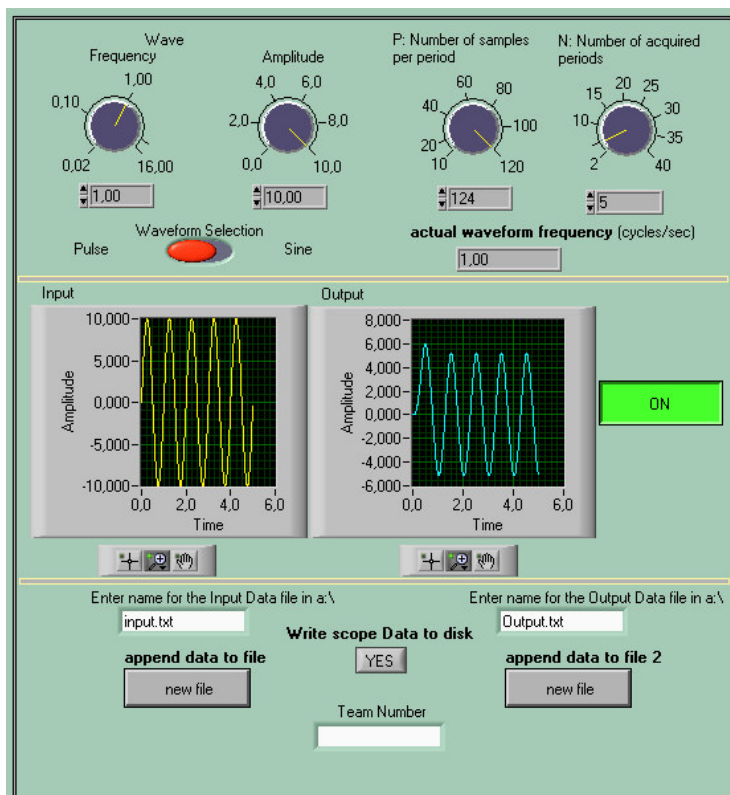 Wave
Frequency
Amplitude
P: Number of samples
per period
N: Number of acquired
periods
0,02
0,10
1,00
16,00
0,0
2,0
4,0
6,0
8,0
10,0
10
20
40
60
80
100
120
2
10
15
20
25
30
35
40
1,00
10,00
124
5
Waveform Selection
Pulse
Sine
actual waveform frequency (cycles/sec)
1,00
Input
Amplitude
10,000
5,000
0,000
-5,000
-10,000
0,0 2,0 4,0 6,0
Time
Output
Amplitude
8,000
6,000
4,000
2,000
0,000
-2,000
-4,000
-6,000
0,0 2,0 4,0 6,0
Time
ON
Enter name for the Input Data file in a:\
input.txt
append data to file
new file
Write scope Data to disk
YES
Enter name for the Output Data file in a:\
Output.txt
append data to file 2
new file
Team Number